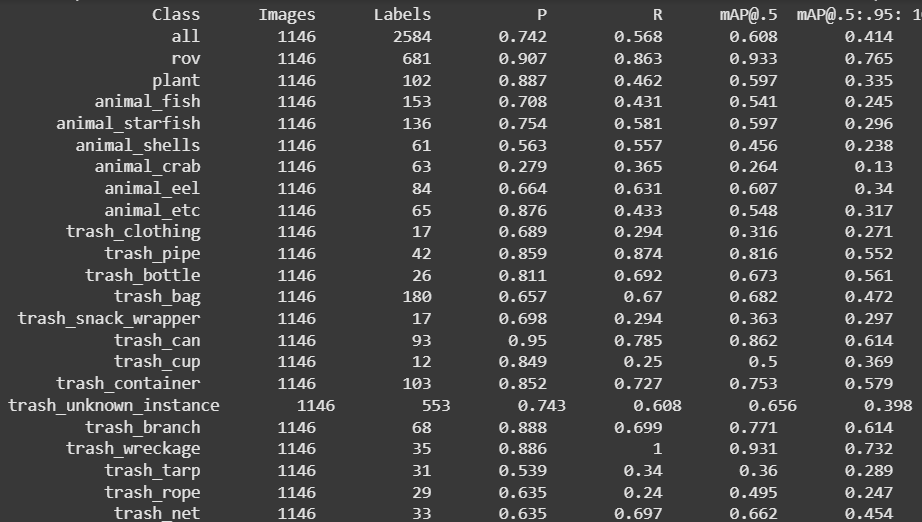 Class Images Labels P R mAP@.5 mAP@.5:.95: 10
all 1146 2584 0.742 0.568 0.608 0.414
rov 1146 681 0.907 0.863 0.933 0.765
plant 1146 102 0.887 0.462 0.597 0.335
animal_fish 1146 153 0.708 0.431 0.541 0.245
animal_starfish 1146 136 0.754 0.581 0.597 0.296
animal_shells 1146 61 0.563 0.557 0.456 0.238
animal_crab 1146 63 0.279 0.365 0.264 0.13
animal_eel 1146 84 0.664 0.631 0.607 0.34
animal_etc 1146 65 0.876 0.433 0.548 0.317
trash_clothing 1146 17 0.689 0.294 0.316 0.271
trash_pipe 1146 42 0.859 0.874 0.816 0.552
trash_bottle 1146 26 0.811 0.692 0.673 0.561
trash_bag 1146 180 0.657 0.67 0.682 0.472
trash_snack_wrapper 1146 17 0.698 0.294 0.363 0.297
trash_can 1146 93 0.95 0.785 0.862 0.614
trash_cup 1146 12 0.849 0.25 0.5 0.369
trash_container 1146 103 0.852 0.727 0.753 0.579
trash_unknown_instance 1146 553 0.743 0.608 0.656 0.398
trash_branch 1146 68 0.888 0.699 0.771 0.614
trash_wreckage 1146 35 0.886 1 0.931 0.732
trash_tarp 1146 31 0.539 0.34 0.36 0.289
trash_rope 1146 29 0.635 0.24 0.495 0.247
trash_net 1146 33 0.635 0.697 0.662 0.454